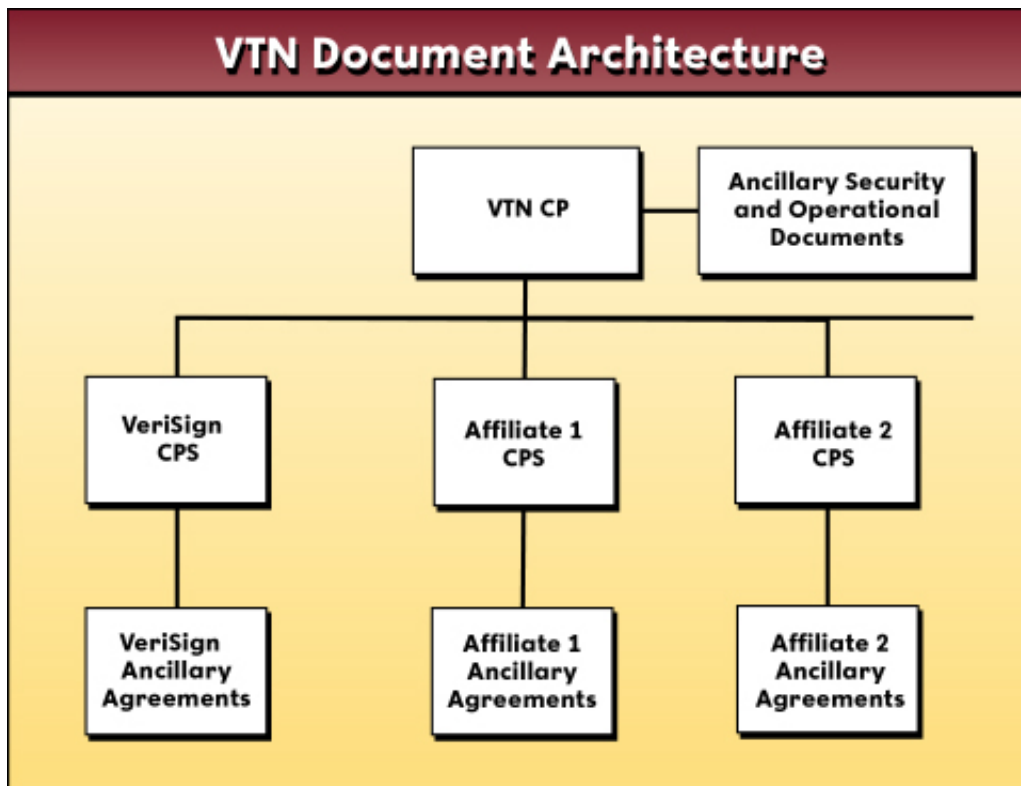 VTN Document Architecture
VTN CP
Ancillary Security
and Operational
Documents
VeriSign
CPS
Affiliate 1
CPS
Affiliate 2
CPS
VeriSign
Ancillary
Agreements
Affiliate 1
Ancillary
Agreements
Affiliate 2
Ancillary
Agreements